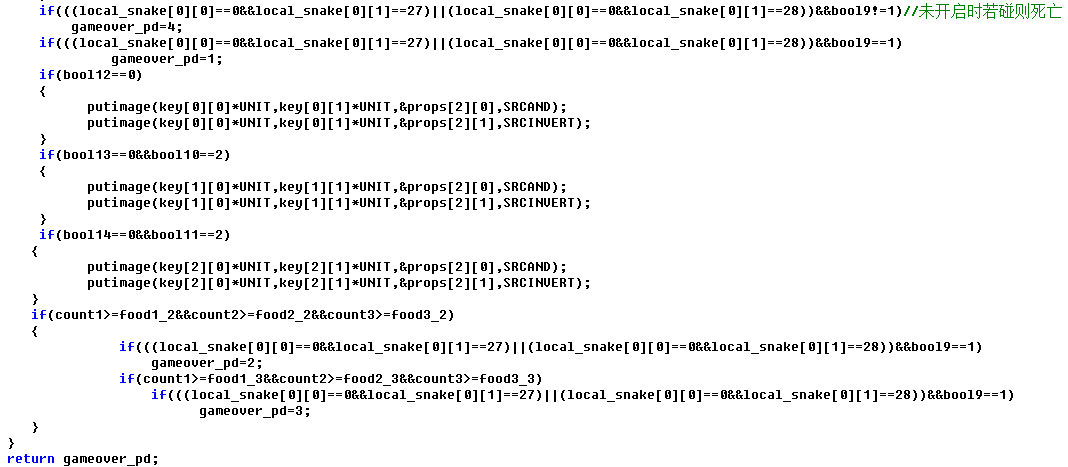 if(((local_snake[0][0]==0&&local_snake[0][1]==27)||(local_snake[0][0]==0&&local_snake[0][1]==28))&&bool9!=1)//未开启时若碰则死亡
gameover_pd=4;
if(((local_snake[0][0]==0&&local_snake[0][1]==27)||(local_snake[0][0]==0&&local_snake[0][1]==28))&&bool9==1)
gameover_pd=1;
if(bool12==0)
{
putimage(key[0][0]*UNIT,key[0][1]*UNIT,&props[2][0],SRCAND);
putimage(key[0][0]*UNIT,key[0][1]*UNIT,&props[2][1],SRCINVERT);
}
if(bool13==0&&bool10==2)
{
putimage(key[1][0]*UNIT,key[1][1]*UNIT,&props[2][0],SRCAND);
putimage(key[1][0]*UNIT,key[1][1]*UNIT,&props[2][1],SRCINVERT);
}
if(bool14==0&&bool11==2)
{
putimage(key[2][0]*UNIT,key[2][1]*UNIT,&props[2][0],SRCAND);
putimage(key[2][0]*UNIT,key[2][1]*UNIT,&props[2][1],SRCINVERT);
}
if(count1>=food1_2&&count2>=food2_2&&count3>=food3_2)
{
if(((local_snake[0][0]==0&&local_snake[0][1]==27)||(local_snake[0][0]==0&&local_snake[0][1]==28))&&bool9==1)
gameover_pd=2;
if(count1>=food1_3&&count2>=food2_3&&count3>=food3_3)
if(((local_snake[0][0]==0&&local_snake[0][1]==27)||(local_snake[0][0]==0&&local_snake[0][1]==28))&&bool9==1)
gameover_pd=3;
}
}
return gameover_pd;